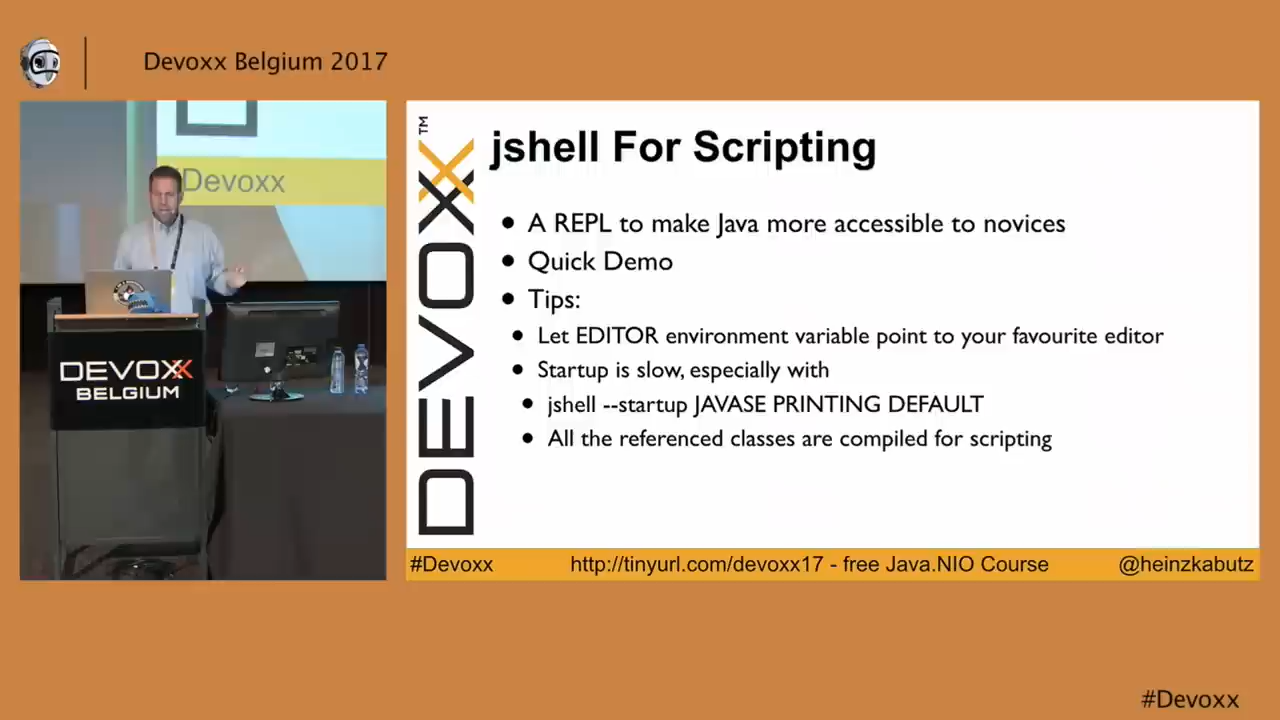 Devoxx Belgium 2017
#Devoxx
DEVOXX
BELGIUM
DEVOXX™
jshell For Scripting
• A REPL to make Java more accessible to novices
• Quick Demo
• Tips:
• Let EDITOR environment variable point to your favourite editor
• Startup is slow, especially with
• jshell --startup JAVASE PRINTING DEFAULT
• All the referenced classes are compiled for scripting
#Devoxx http://tinyurl.com/devoxx17 - free Java.NIO Course @heinzkabutz
#Devoxx